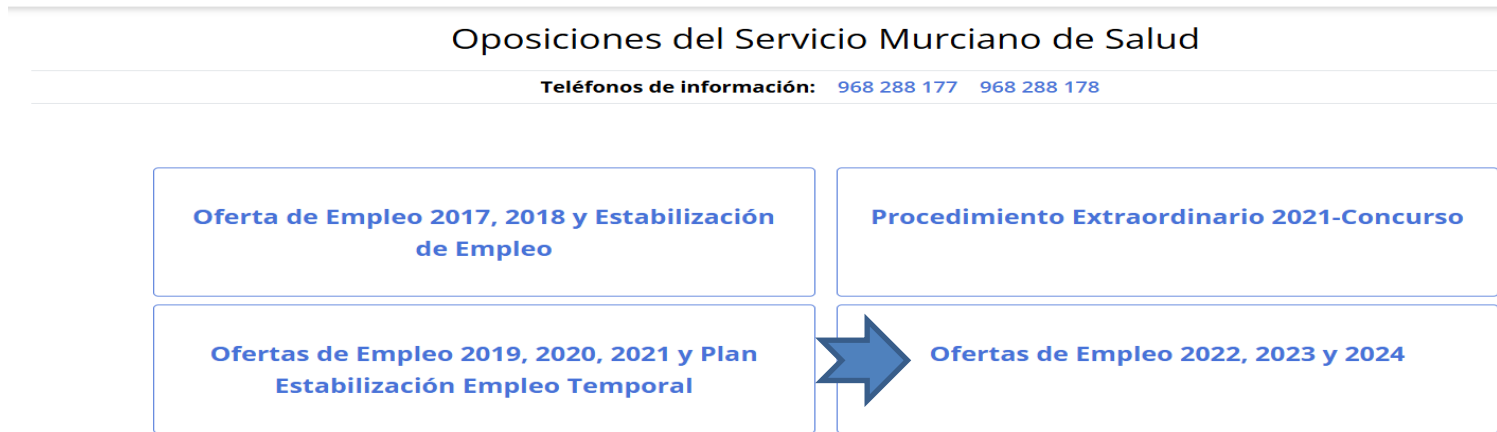 Oposiciones del Servicio Murciano de Salud
Teléfonos de información: 968 288 177 968 288 178
Oferta de Empleo 2017, 2018 y Estabilización
de Empleo
Procedimiento Extraordinario 2021-Concurso
Ofertas de Empleo 2019, 2020, 2021 y Plan
Estabilización Empleo Temporal
Ofertas de Empleo 2022, 2023 y 2024